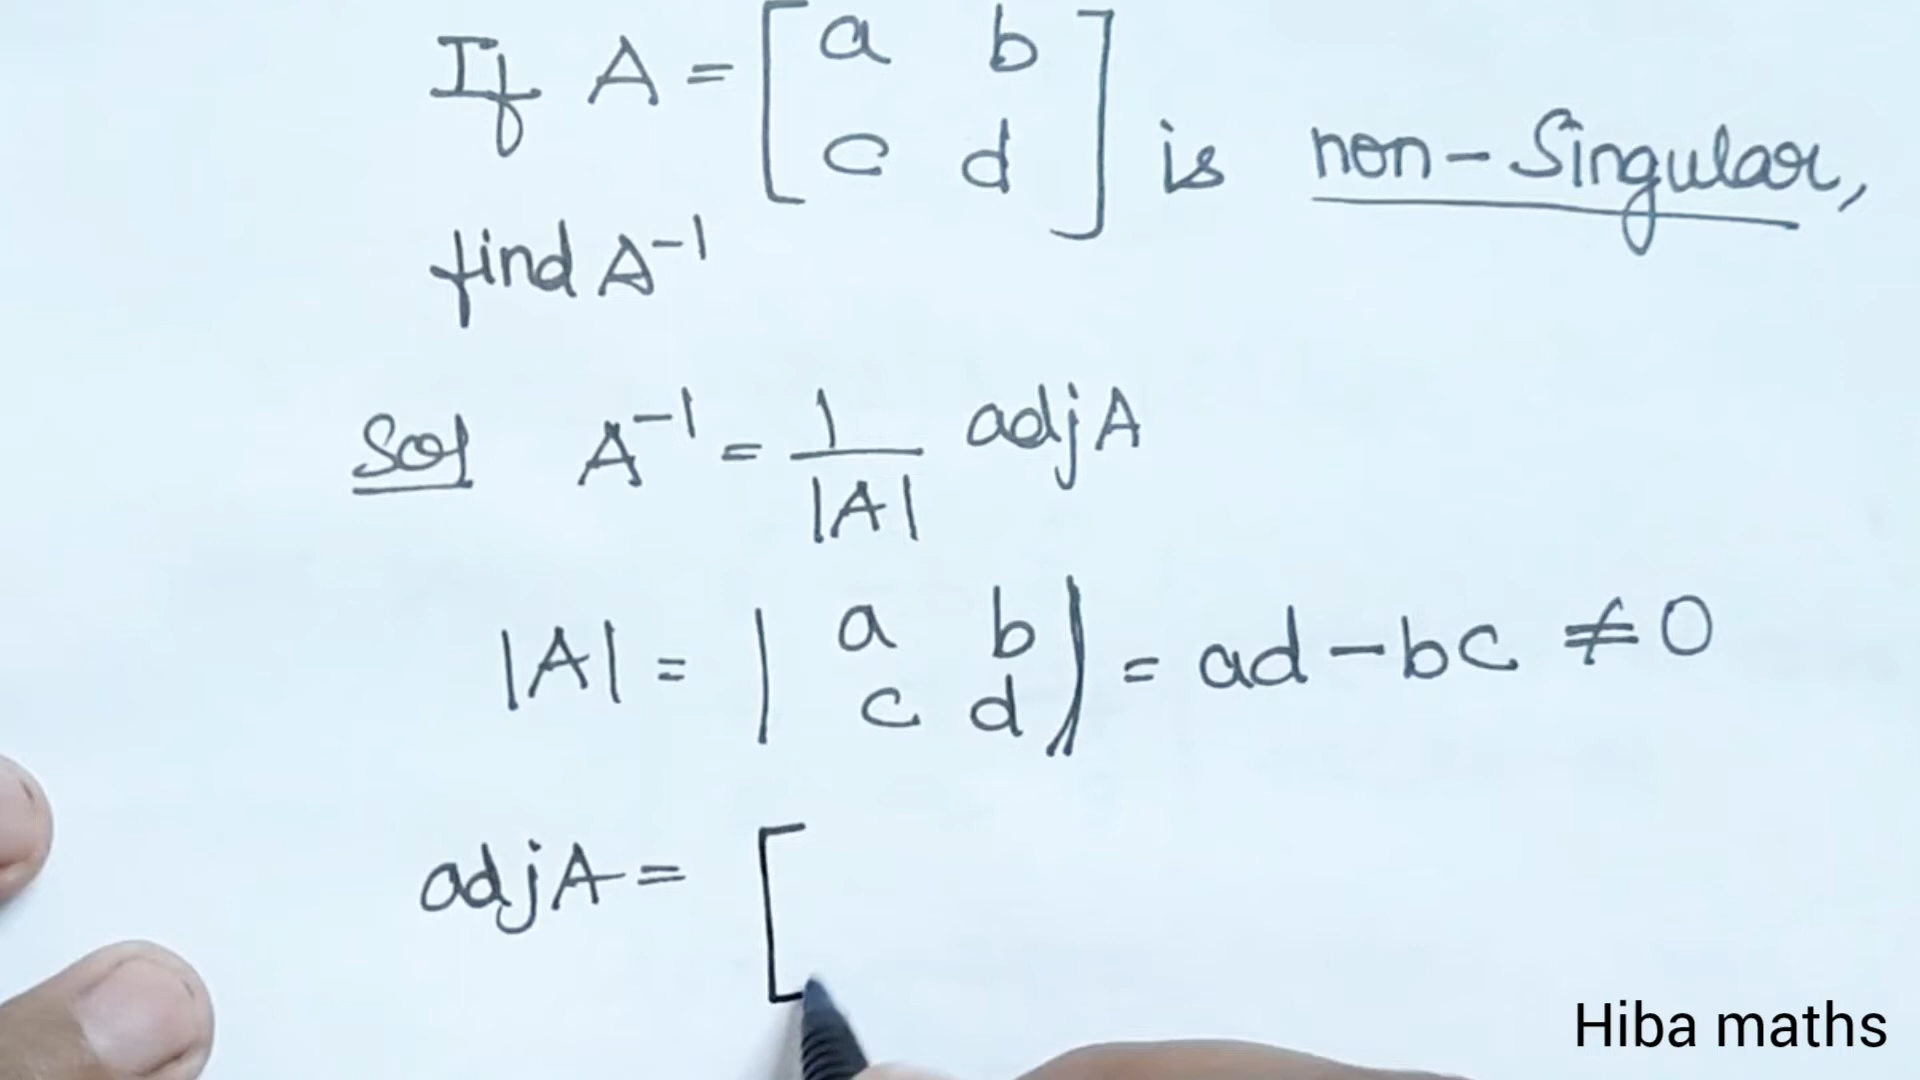 If A = [a b
c d] is non-Singular,
find A⁻¹
Sol A⁻¹ = 1/|A| adj A
|A| = |a b
c d| = ad - bc ≠ 0
adj A = [
Hiba maths